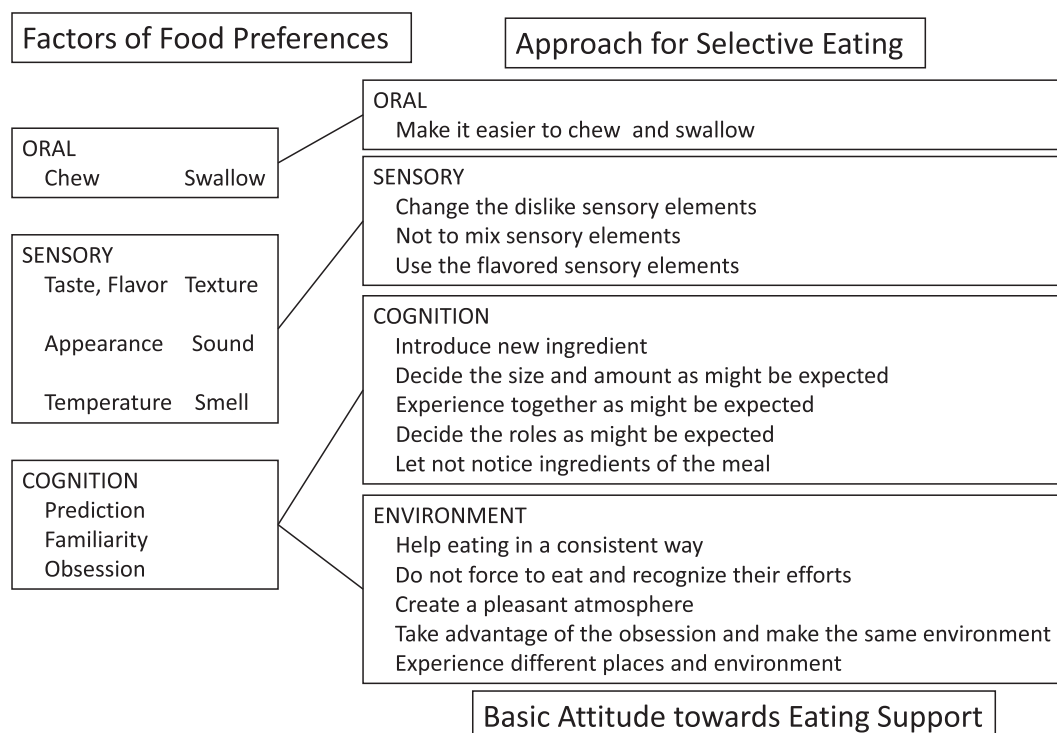 Factors of Food Preferences
ORAL
Chew Swallow
SENSORY
Taste, Flavor Texture
Appearance Sound
Temperature Smell
COGNITION
Prediction
Familiarity
Obsession
Approach for Selective Eating
ORAL
Make it easier to chew and swallow
SENSORY
Change the dislike sensory elements
Not to mix sensory elements
Use the flavored sensory elements
COGNITION
Introduce new ingredient
Decide the size and amount as might be expected
Experience together as might be expected
Decide the roles as might be expected
Let not notice ingredients of the meal
ENVIRONMENT
Help eating in a consistent way
Do not force to eat and recognize their efforts
Create a pleasant atmosphere
Take advantage of the obsession and make the same environment
Experience different places and environment
Basic Attitude towards Eating Support